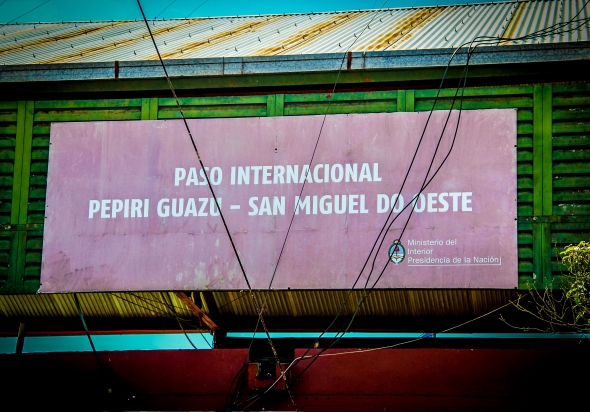 PASO INTERNACIONAL
PEPIRI GUAZU - SAN MIGUEL DO OESTE
Ministerio del
Interior
Presidencia de la Nación